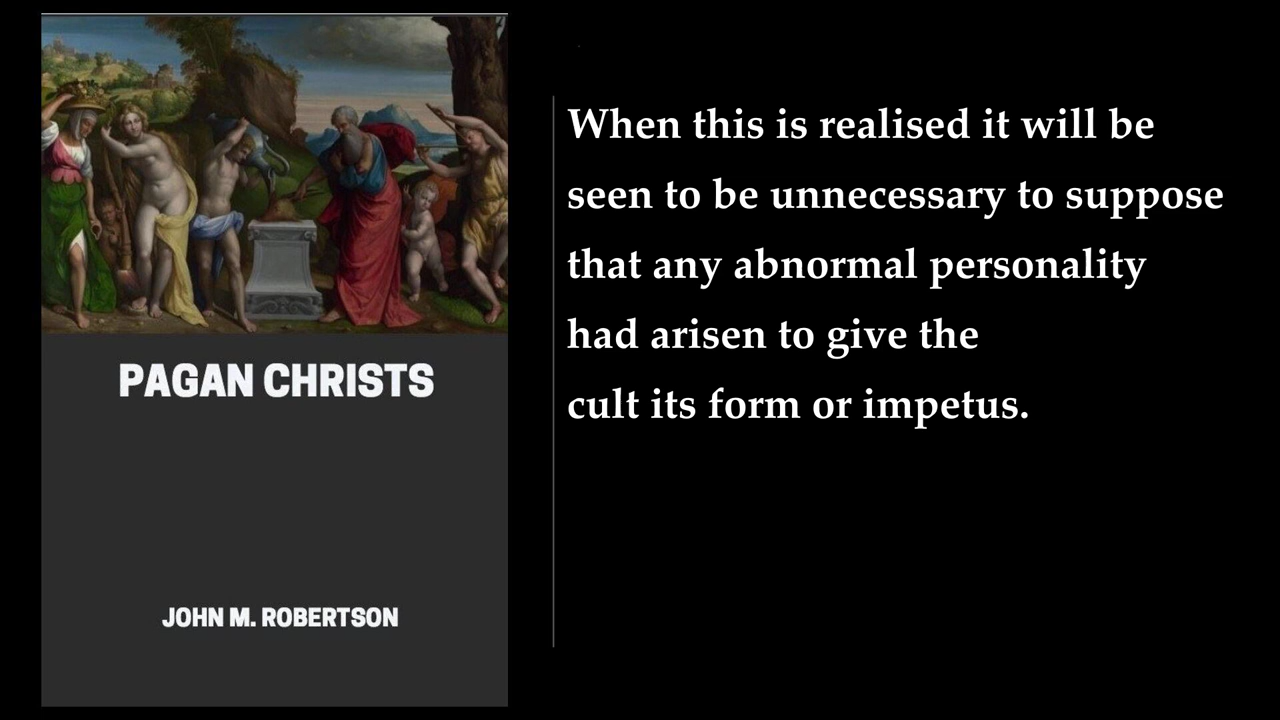 PAGAN CHRISTS
JOHN M. ROBERTSON
When this is realised it will be
seen to be unnecessary to suppose
that any abnormal personality
had arisen to give the
cult its form or impetus.